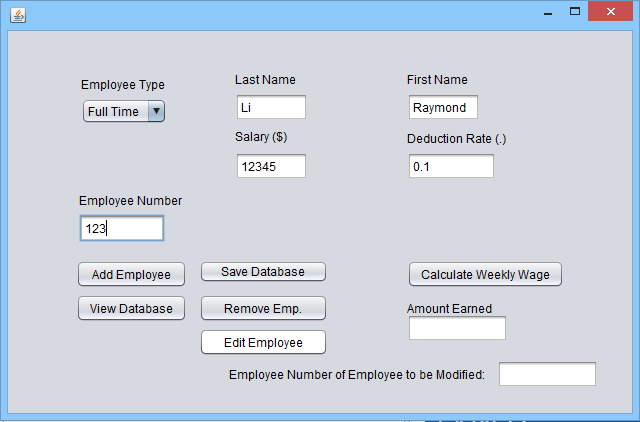 Employee Type
Last Name
First Name
Full Time
Li
Raymond
Salary ($)
Deduction Rate (.)
12345
0.1
Employee Number
123
Add Employee
Save Database
Calculate Weekly Wage
View Database
Remove Emp.
Amount Earned
Edit Employee
Employee Number of Employee to be Modified: